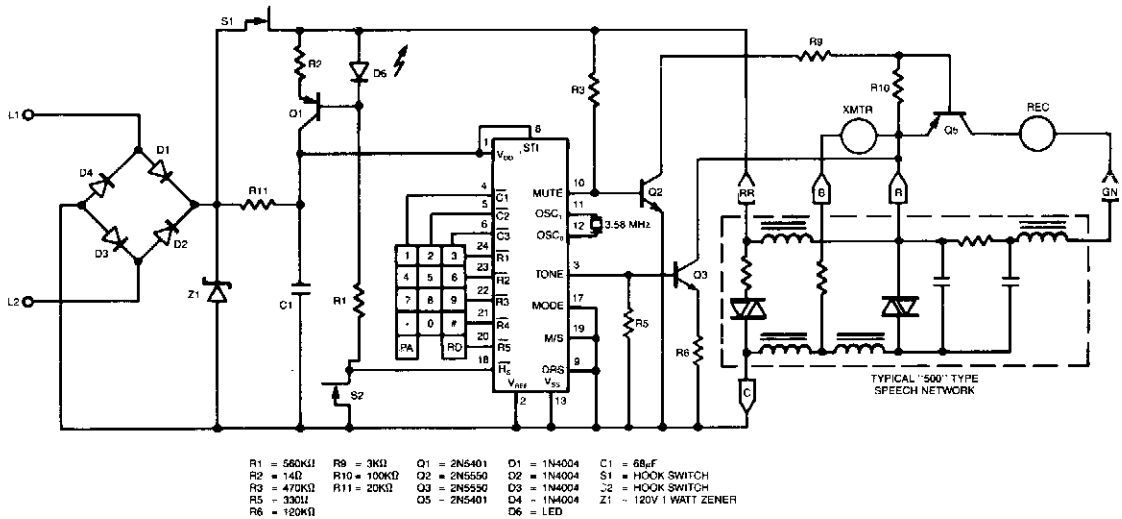 S1
R2
D6
Q1
L1
L2
D4
D1
D3
D2
R11
Z1
C1
R1
S2
1
V_DD
STI
8
4
C1
5
C2
6
C3
24
R1
23
R2
22
R3
21
R4
20
R5
18
H_S
V_REF
2
V_SS
13
MUTE
10
OSC_1
11
OSC_0
12
3.58 MHz
TONE
3
MODE
17
M/S
19
DRS
9
1 2 3
4 5 6
7 8 9
· 0 #
PA RD
R3
Q2
Q3
R5
R6
R9
R10
XMTR
Q5
REC
RR
B
R
GN
C
TYPICAL "500" TYPE
SPEECH NETWORK
R1 = 560KΩ R9 = 3KΩ Q1 = 2N5401 D1 = 1N4004 C1 = 68µF
R2 = 14Ω R10 = 100KΩ Q2 = 2N5550 D2 = 1N4004 S1 = HOOK SWITCH
R3 = 470KΩ R11 = 20KΩ Q3 = 2N5550 D3 = 1N4004 S2 = HOOK SWITCH
R5 = 330Ω Q5 = 2N5401 D4 = 1N4004 Z1 = 120V 1 WATT ZENER
R6 = 120KΩ D6 = LED